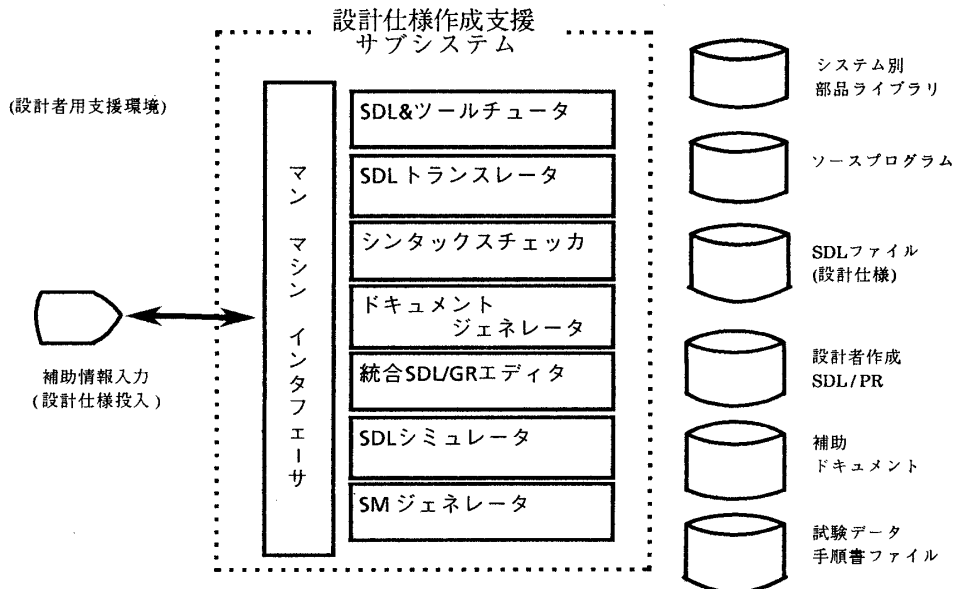 設計仕様作成支援
サブシステム
(設計者用支援環境)
マン マシン インタフェーサ
SDL&ツールチュータ
SDL トランスレータ
シンタックスチェッカ
ドキュメント
ジェネレータ
統合SDL/GRエディタ
SDLシミュレータ
SM ジェネレータ
補助情報入力
(設計仕様投入)
システム別
部品ライブラリ
ソースプログラム
SDLファイル
(設計仕様)
設計者作成
SDL/PR
補助
ドキュメント
試験データ
手順書ファイル